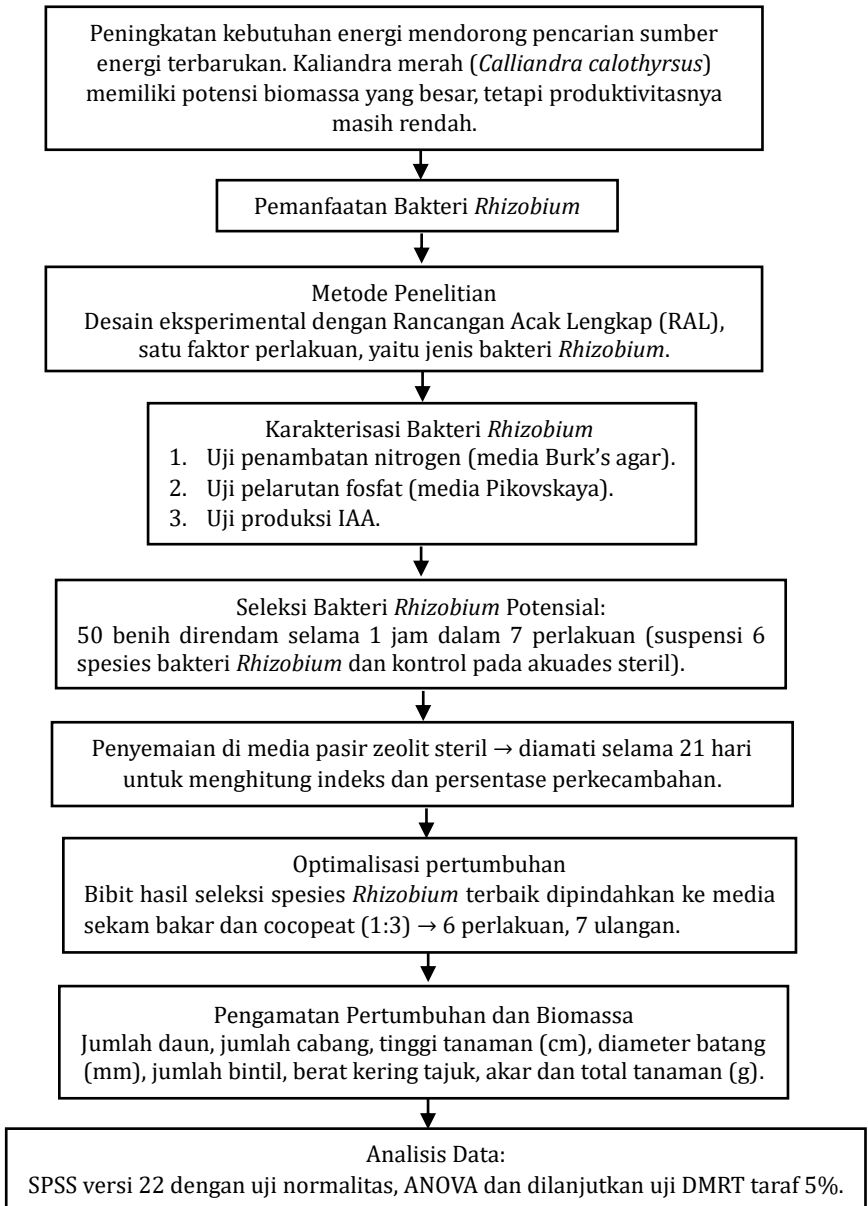 Peningkatan kebutuhan energi mendorong pencarian sumber
energi terbarukan. Kaliandra merah (Calliandra calothyrsus)
memiliki potensi biomassa yang besar, tetapi produktivitasnya
masih rendah.
Pemanfaatan Bakteri Rhizobium
Metode Penelitian
Desain eksperimental dengan Rancangan Acak Lengkap (RAL),
satu faktor perlakuan, yaitu jenis bakteri Rhizobium.
Karakterisasi Bakteri Rhizobium
1. Uji penambatan nitrogen (media Burk's agar).
2. Uji pelarutan fosfat (media Pikovskaya).
3. Uji produksi IAA.
Seleksi Bakteri Rhizobium Potensial:
50 benih direndam selama 1 jam dalam 7 perlakuan (suspensi 6
spesies bakteri Rhizobium dan kontrol pada akuades steril).
Penyemaian di media pasir zeolit steril → diamati selama 21 hari
untuk menghitung indeks dan persentase perkecambahan.
Optimalisasi pertumbuhan
Bibit hasil seleksi spesies Rhizobium terbaik dipindahkan ke media
sekam bakar dan cocopeat (1:3) → 6 perlakuan, 7 ulangan.
Pengamatan Pertumbuhan dan Biomassa
Jumlah daun, jumlah cabang, tinggi tanaman (cm), diameter batang
(mm), jumlah bintil, berat kering tajuk, akar dan total tanaman (g).
Analisis Data:
SPSS versi 22 dengan uji normalitas, ANOVA dan dilanjutkan uji DMRT taraf 5%.